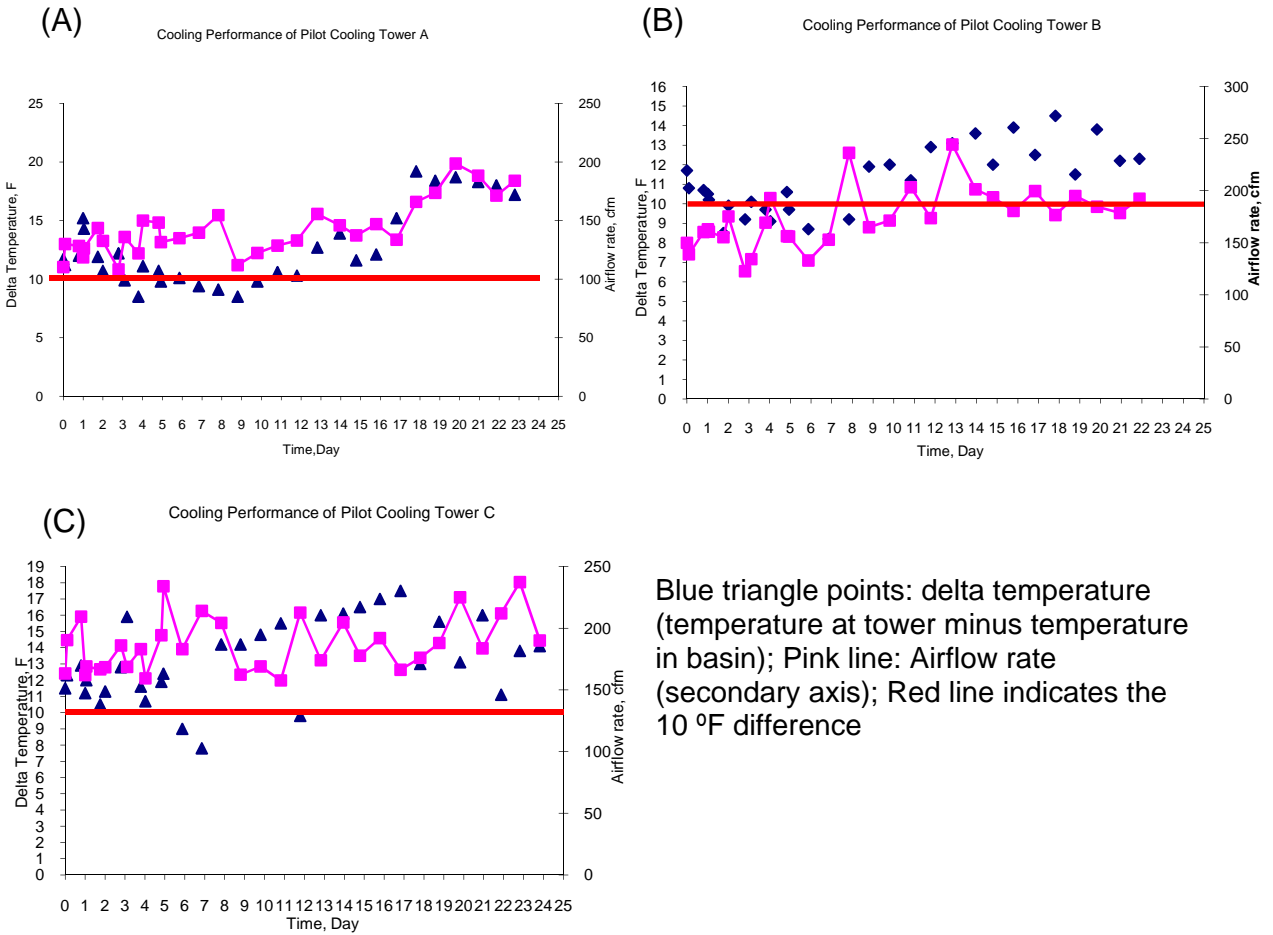 (A)
Cooling Performance of Pilot Cooling Tower A
25
20
15
10
5
0
Delta Temperature, F
250
200
150
100
50
0
Airflow rate, cfm
0 1 2 3 4 5 6 7 8 9 10 11 12 13 14 15 16 17 18 19 20 21 22 23 24 25
Time,Day
(B)
Cooling Performance of Pilot Cooling Tower B
16
15
14
13
12
11
10
9
8
7
6
5
4
3
2
1
0
Delta Temperature, F
300
250
200
150
100
50
0
Airflow rate, cfm
0 1 2 3 4 5 6 7 8 9 10 11 12 13 14 15 16 17 18 19 20 21 22 23 24 25
Time, Day
(C)
Cooling Performance of Pilot Cooling Tower C
19
18
17
16
15
14
13
12
11
10
9
8
7
6
5
4
3
2
1
0
Delta Temperature, F
250
200
150
100
50
0
Airflow rate, cfm
0 1 2 3 4 5 6 7 8 9 10 11 12 13 14 15 16 17 18 19 20 21 22 23 24 25
Time, Day
Blue triangle points: delta temperature
(temperature at tower minus temperature
in basin); Pink line: Airflow rate
(secondary axis); Red line indicates the
10 ºF difference